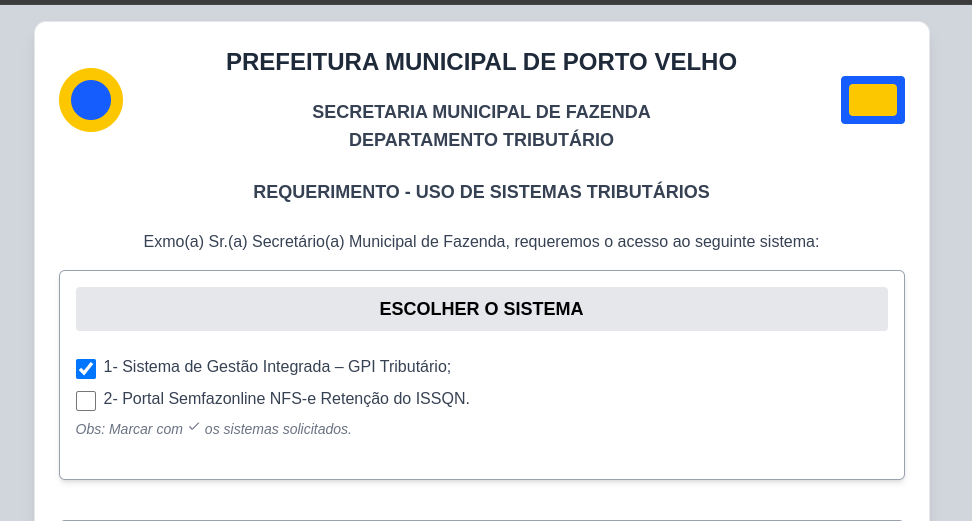 PREFEITURA MUNICIPAL DE PORTO VELHO
SECRETARIA MUNICIPAL DE FAZENDA
DEPARTAMENTO TRIBUTÁRIO
REQUERIMENTO - USO DE SISTEMAS TRIBUTÁRIOS
Exmo(a) Sr.(a) Secretário(a) Municipal de Fazenda, requeremos o acesso ao seguinte sistema:
ESCOLHER O SISTEMA
1- Sistema de Gestão Integrada – GPI Tributário;
2- Portal Semfazonline NFS-e Retenção do ISSQN.
Obs: Marcar com ✓ os sistemas solicitados.